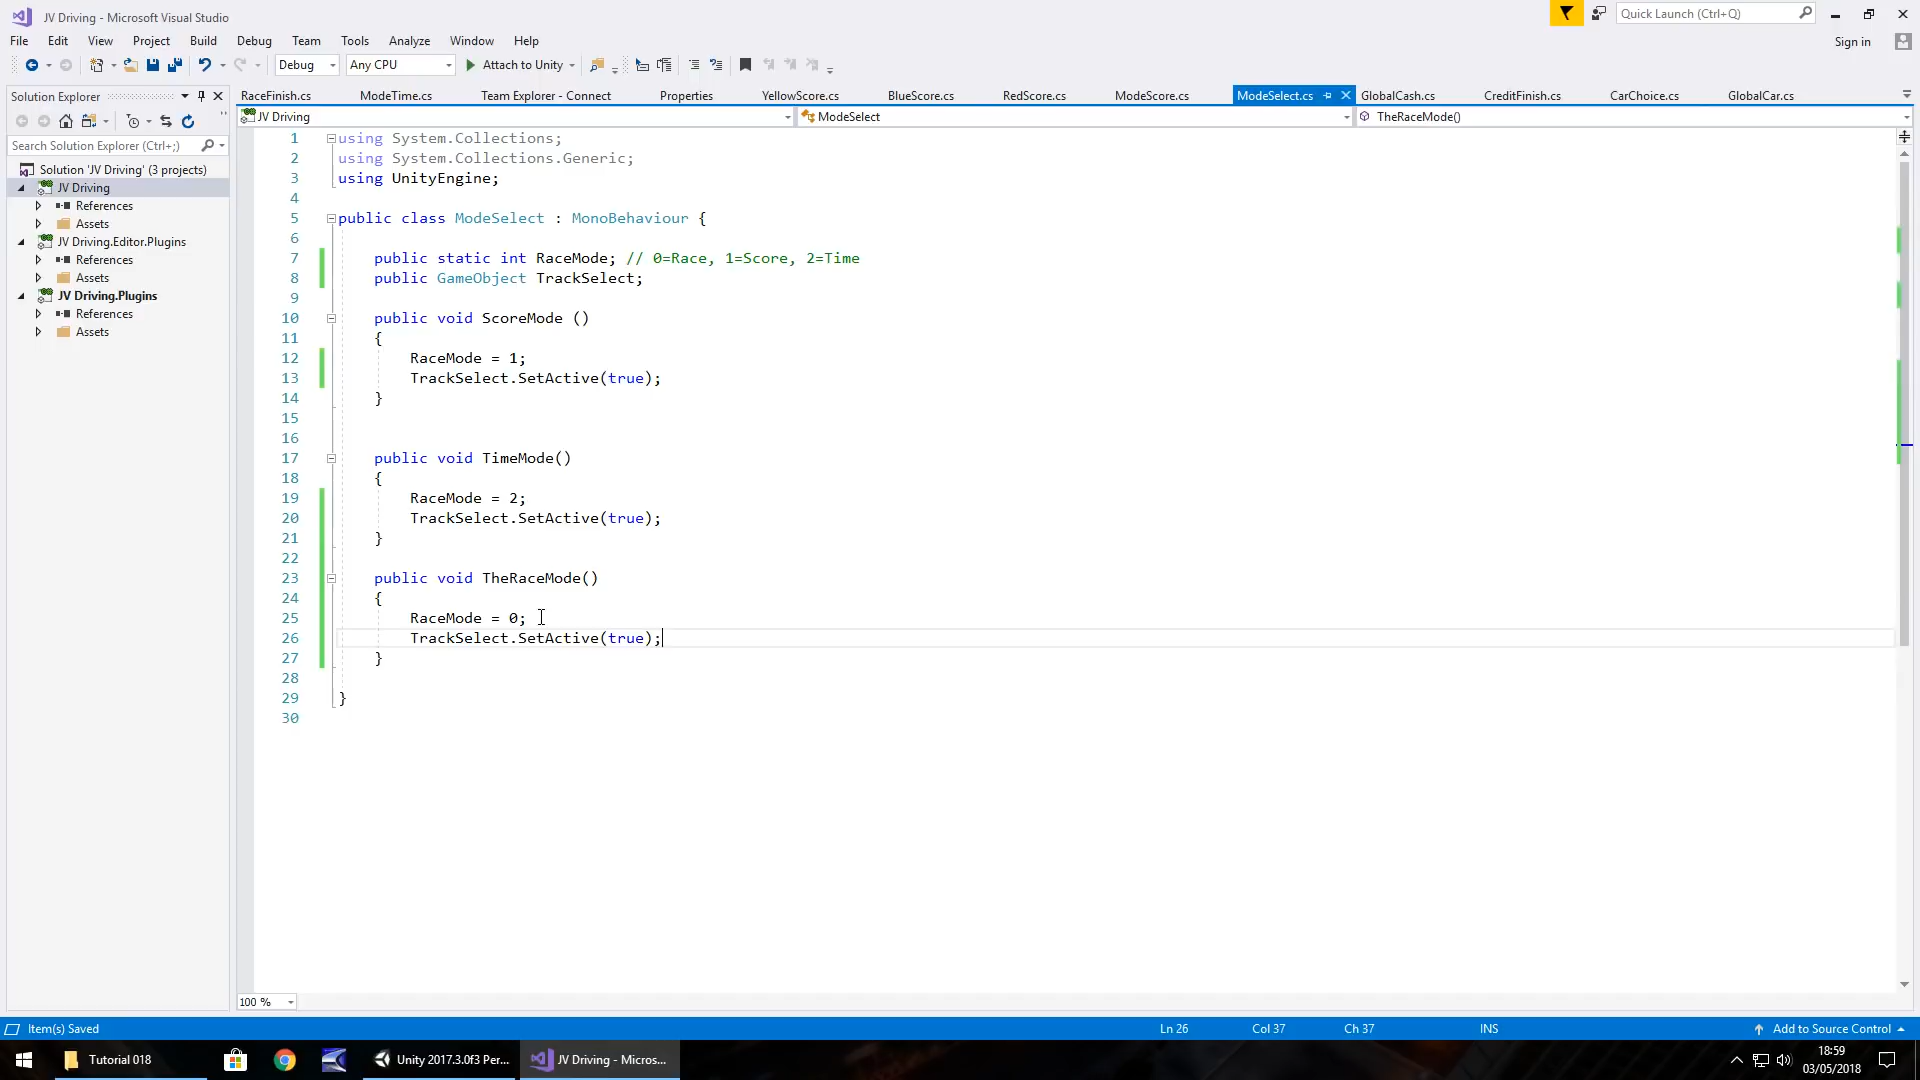 JV Driving - Microsoft Visual Studio
Quick Launch (Ctrl+Q)
File Edit View Project Build Debug Team Tools Analyze Window Help
Sign in
Debug Any CPU Attach to Unity
Solution Explorer
RaceFinish.cs ModeTime.cs Team Explorer - Connect Properties YellowScore.cs BlueScore.cs RedScore.cs ModeScore.cs ModeSelect.cs GlobalCash.cs CreditFinish.cs CarChoice.cs GlobalCar.cs
JV Driving ModeSelect TheRaceMode()
Search Solution Explorer (Ctrl+;)
Solution 'JV Driving' (3 projects)
JV Driving
References
Assets
JV Driving.Editor.Plugins
References
Assets
JV Driving.Plugins
References
Assets
1 using System.Collections;
2 using System.Collections.Generic;
3 using UnityEngine;
4
5 public class ModeSelect : MonoBehaviour {
6
7 public static int RaceMode; // 0=Race, 1=Score, 2=Time
8 public GameObject TrackSelect;
9
10 public void ScoreMode ()
11 {
12 RaceMode = 1;
13 TrackSelect.SetActive(true);
14 }
15
16
17 public void TimeMode()
18 {
19 RaceMode = 2;
20 TrackSelect.SetActive(true);
21 }
22
23 public void TheRaceMode()
24 {
25 RaceMode = 0;
26 TrackSelect.SetActive(true);
27 }
28
29 }
30
100 %
Item(s) Saved Ln 26 Col 37 Ch 37 INS Add to Source Control
Tutorial 018 Unity 2017.3.0f3 Per... JV Driving - Micros...
18:59
03/05/2018